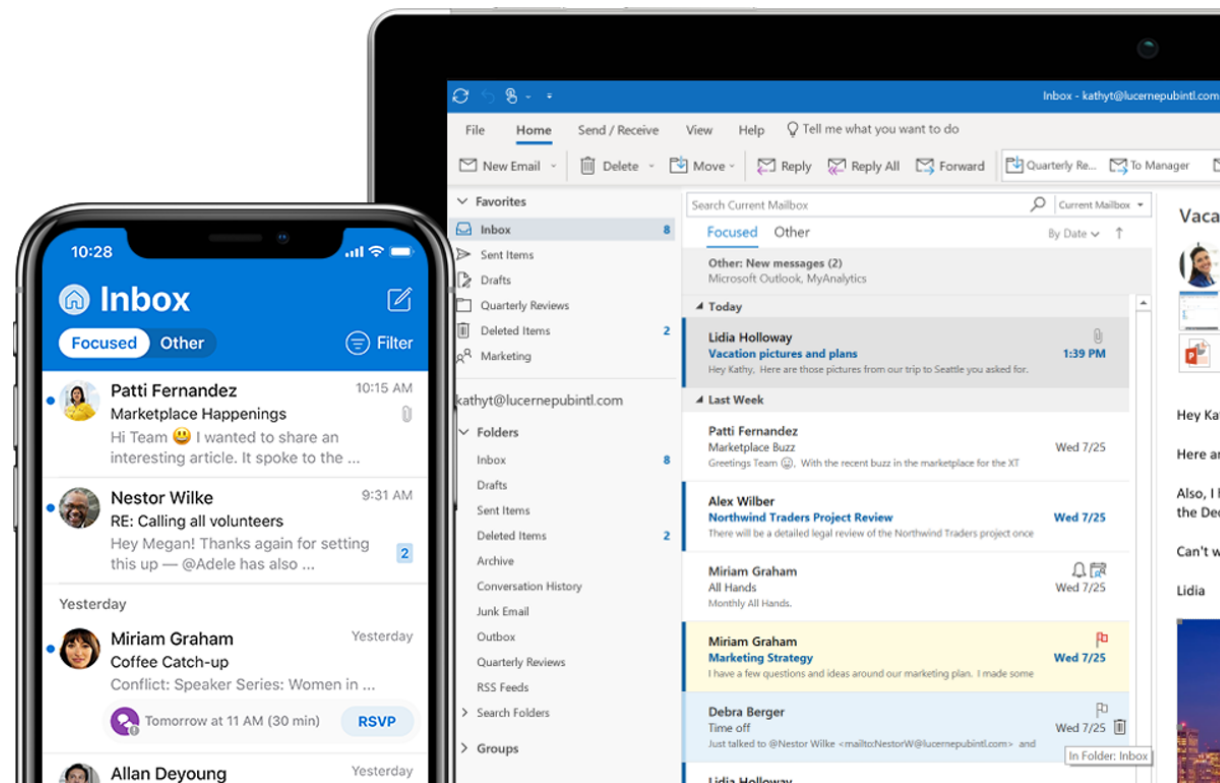 10:28
Inbox
Focused Other Filter
Patti Fernandez 10:15 AM
Marketplace Happenings
Hi Team 😃 I wanted to share an
interesting article. It spoke to the ...
Nestor Wilke 9:31 AM
RE: Calling all volunteers
Hey Megan! Thanks again for setting
this up — @Adele has also ... 2
Yesterday
Miriam Graham Yesterday
Coffee Catch-up
Conflict: Speaker Series: Women in ...
Tomorrow at 11 AM (30 min) RSVP
Allan Deyoung Yesterday
Inbox - kathyt@lucernepubintl.com
File Home Send / Receive View Help Tell me what you want to do
New Email Delete Move Reply Reply All Forward Quarterly Re... To Manager
Favorites
Inbox 8
Sent Items
Drafts
Quarterly Reviews
Deleted Items 2
Marketing
kathyt@lucernepubintl.com
Folders
Inbox 8
Drafts
Sent Items
Deleted Items 2
Archive
Conversation History
Junk Email
Outbox
Quarterly Reviews
RSS Feeds
Search Folders
Groups
Search Current Mailbox Current Mailbox
Focused Other By Date
Other: New messages (2)
Microsoft Outlook, MyAnalytics
Today
Lidia Holloway
Vacation pictures and plans 1:39 PM
Hey Kathy, Here are those pictures from our trip to Seattle you asked for.
Last Week
Patti Fernandez
Marketplace Buzz Wed 7/25
Greetings Team 😃, With the recent buzz in the marketplace for the XT
Alex Wilber
Northwind Traders Project Review Wed 7/25
There will be a detailed legal review of the Northwind Traders project once
Miriam Graham
All Hands Wed 7/25
Monthly All Hands.
Miriam Graham
Marketing Strategy Wed 7/25
I have a few questions and ideas around our marketing plan. I made some
Debra Berger
Time off Wed 7/25
Just talked to @Nestor Wilke <mailto:NestorW@lucernepubintl.com> and
In Folder: Inbox
Lidia Holloway
Vaca
Hey Ka
Here ar
Also, I
the Dec
Can't w
Lidia